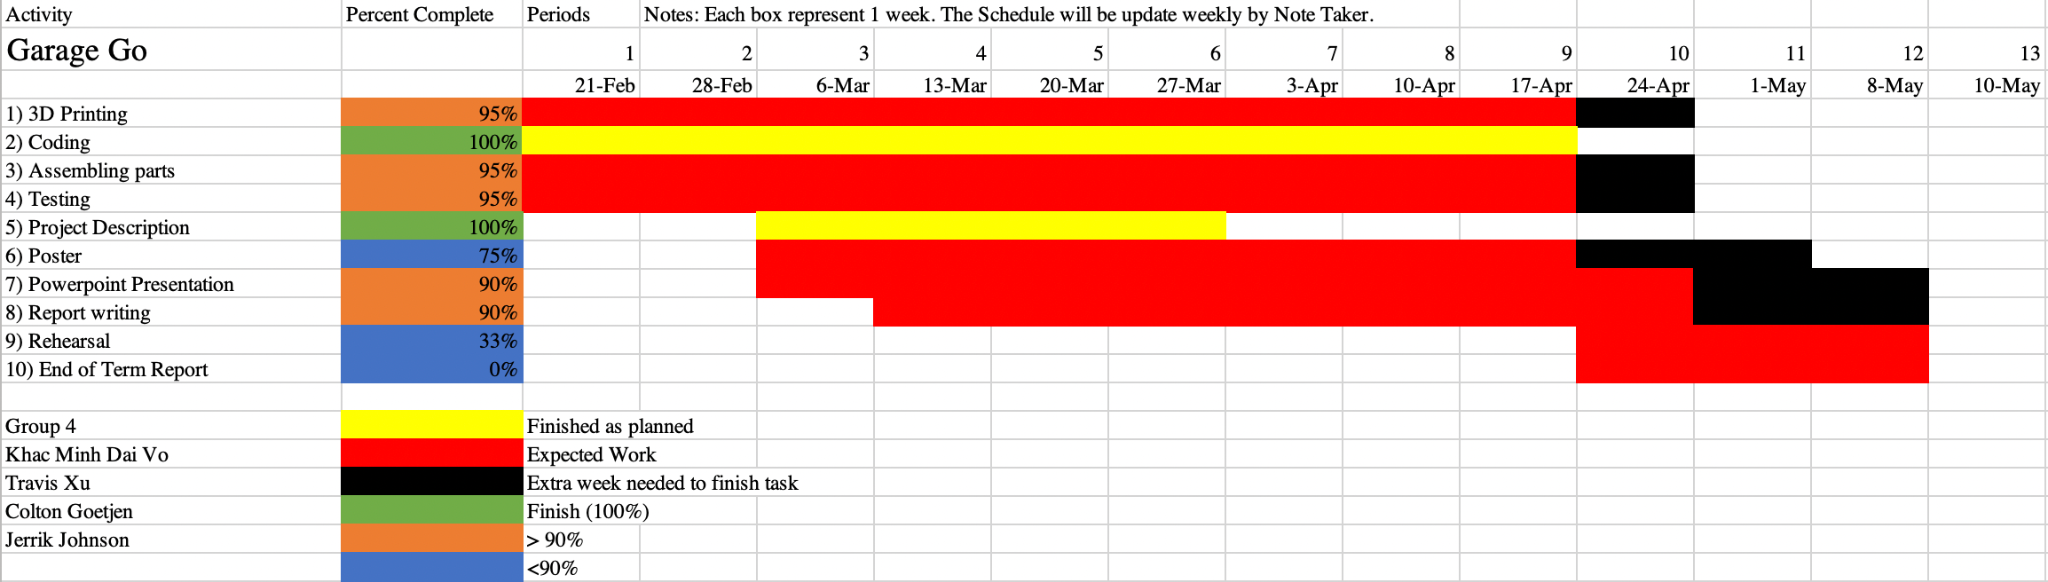 Activity Percent Complete Periods Notes: Each box represent 1 week. The Schedule will be update weekly by Note Taker.
Garage Go 1 2 3 4 5 6 7 8 9 10 11 12 13
21-Feb 28-Feb 6-Mar 13-Mar 20-Mar 27-Mar 3-Apr 10-Apr 17-Apr 24-Apr 1-May 8-May 10-May
1) 3D Printing 95%
2) Coding 100%
3) Assembling parts 95%
4) Testing 95%
5) Project Description 100%
6) Poster 75%
7) Powerpoint Presentation 90%
8) Report writing 90%
9) Rehearsal 33%
10) End of Term Report 0%
Group 4 Finished as planned
Khac Minh Dai Vo Expected Work
Travis Xu Extra week needed to finish task
Colton Goetjen Finish (100%)
Jerrik Johnson > 90%
<90%